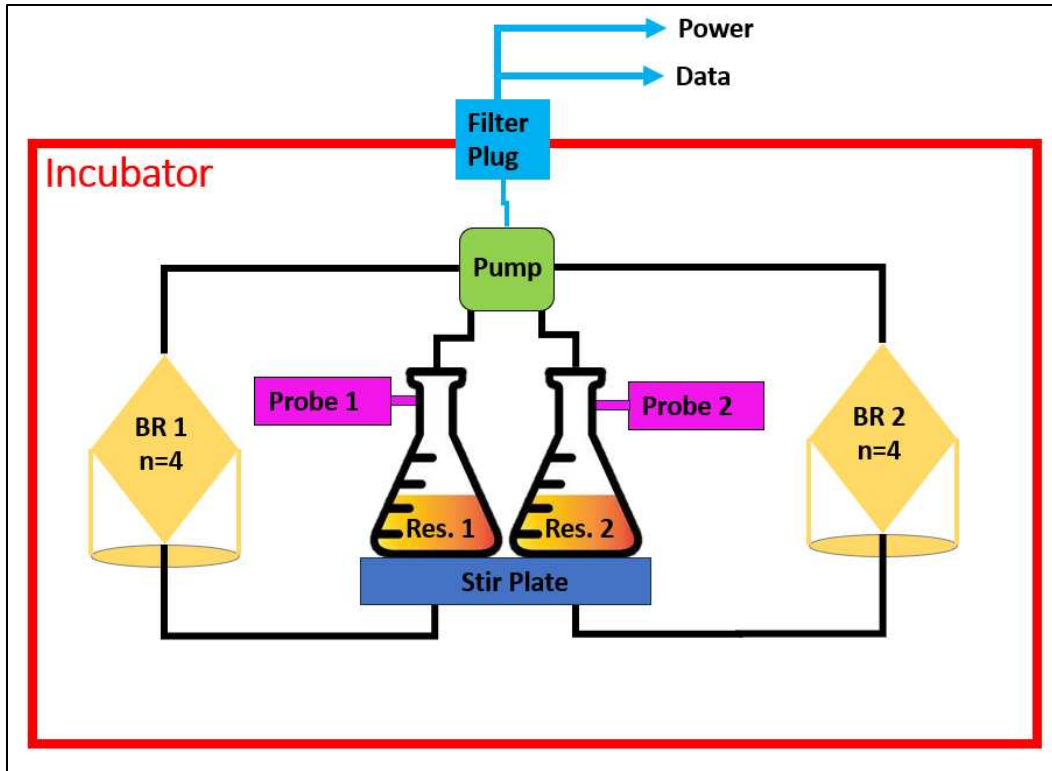 Power
Data
Filter
Plug
Incubator
Pump
Probe 1
Probe 2
BR 1
n=4
BR 2
n=4
Res. 1
Res. 2
Stir Plate